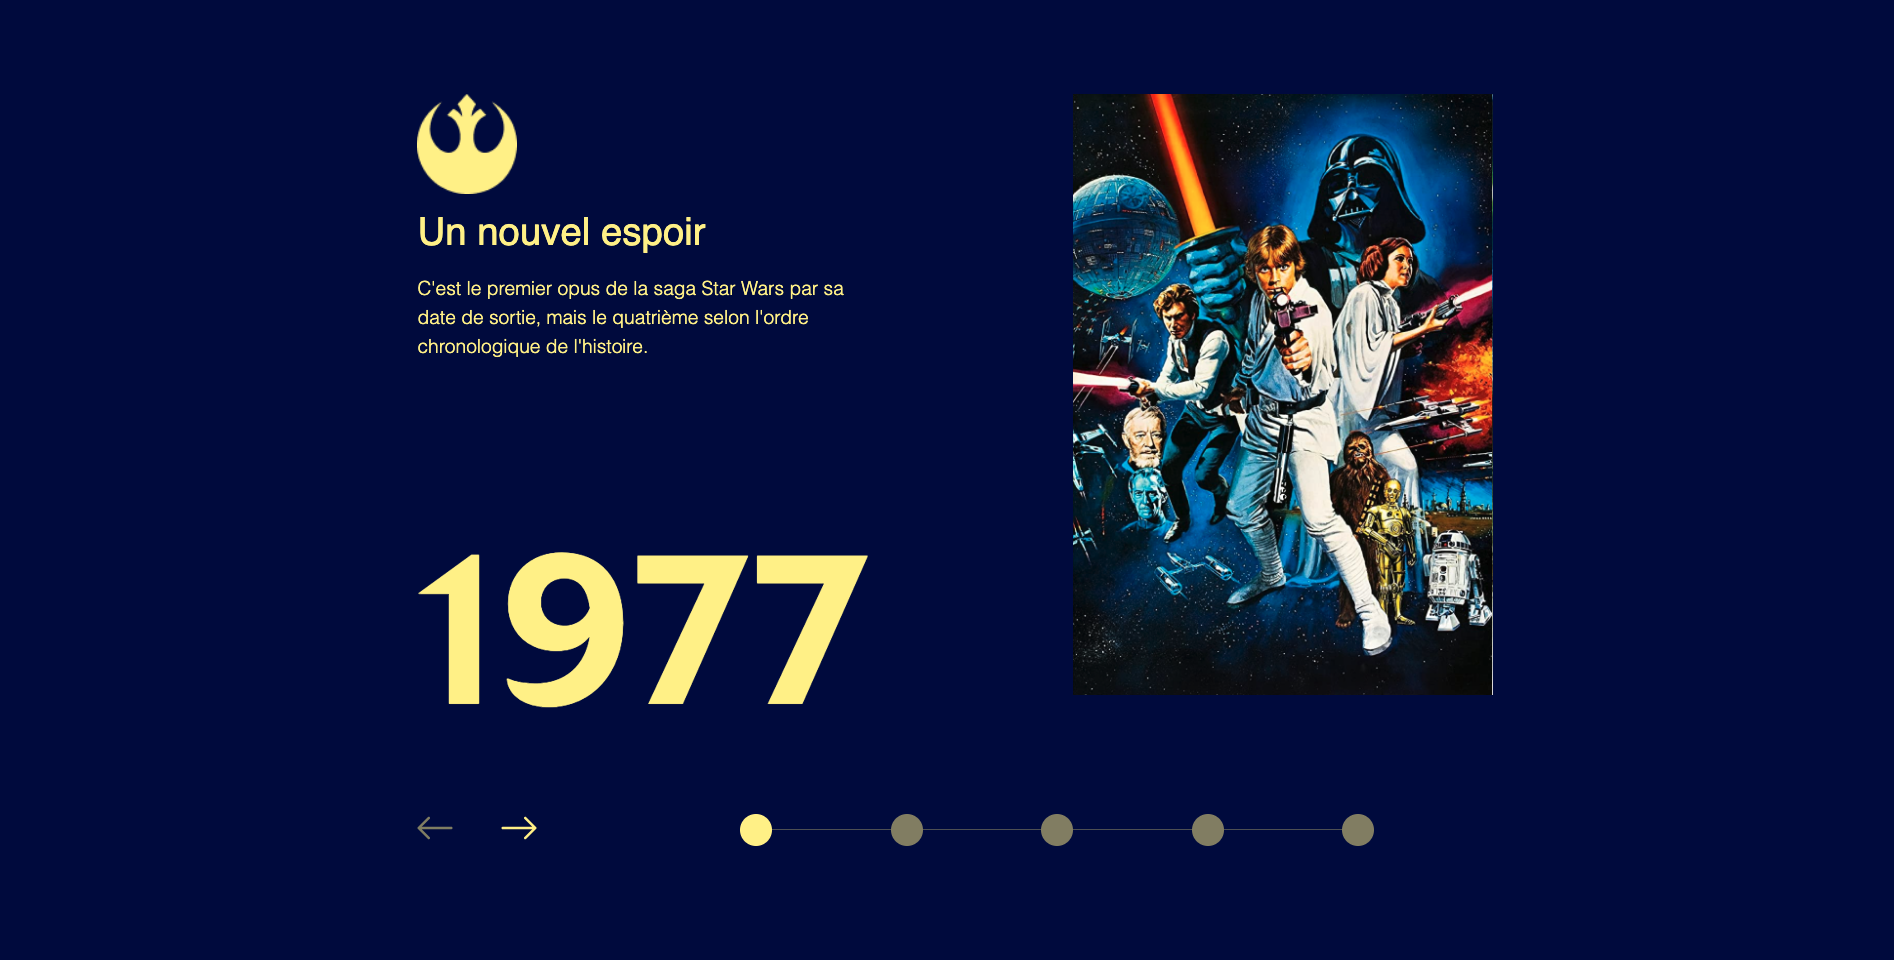 Un nouvel espoir
C'est le premier opus de la saga Star Wars par sa
date de sortie, mais le quatrième selon l'ordre
chronologique de l'histoire.
1977